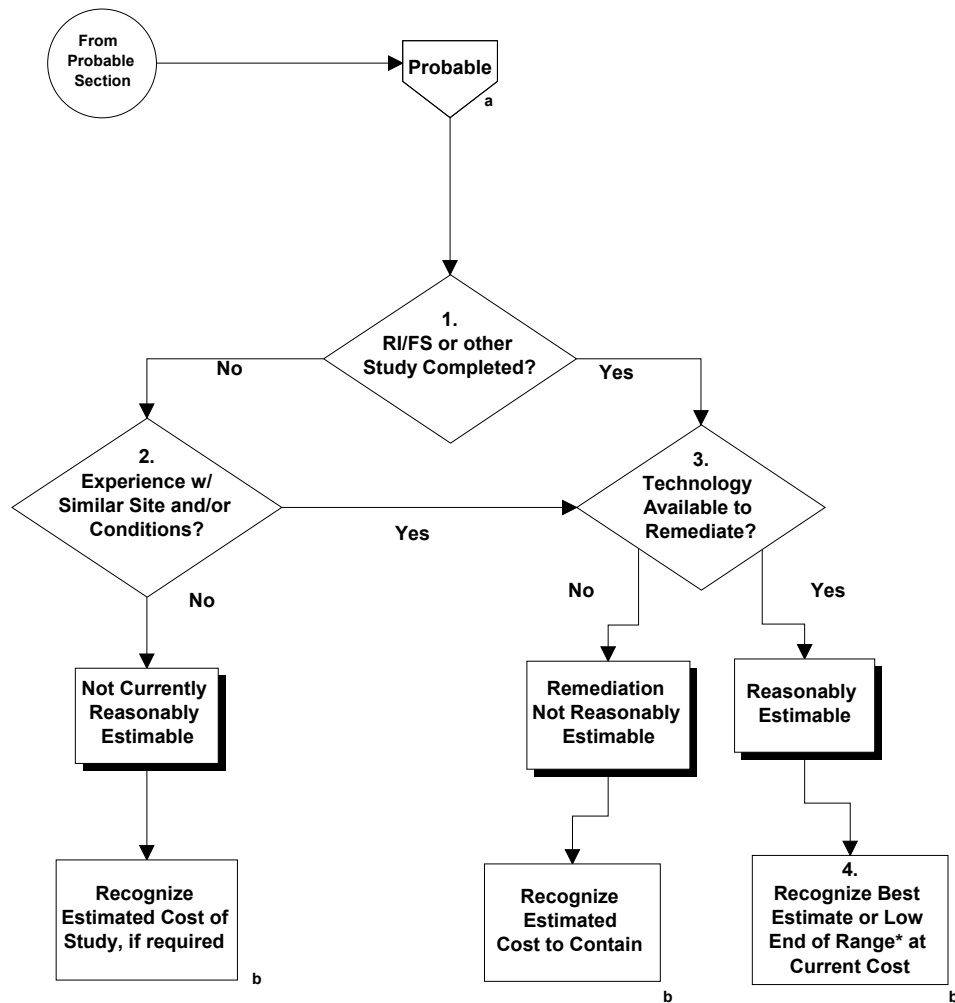 From
Probable
Section
Probable
a
1.
RI/FS or other
Study Completed?
No
Yes
2.
Experience w/
Similar Site and/or
Conditions?
Yes
3.
Technology
Available to
Remediate?
No
No
Yes
Not Currently
Reasonably
Estimable
Remediation
Not Reasonably
Estimable
Reasonably
Estimable
Recognize
Estimated Cost of
Study, if required
b
Recognize
Estimated
Cost to Contain
b
4.
Recognize Best
Estimate or Low
End of Range* at
Current Cost
b